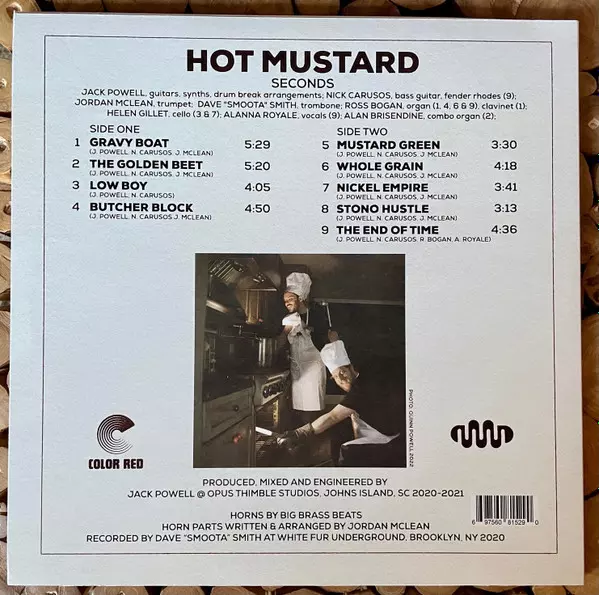 HOT MUSTARD
SECONDS
JACK POWELL, guitars, synths, drum break arrangements; NICK CARUSOS, bass guitar, fender rhodes (9);
JORDAN MCLEAN, trumpet; DAVE "SMOOTA" SMITH, trombone; ROSS BOGAN, organ (1, 4, 6 & 9), clavinet (1);
HELEN GILLET, cello (3 & 7); ALANNA ROYALE, vocals (9); ALAN BRISENDINE, combo organ (2);
SIDE ONE
1 GRAVY BOAT 5:29
(J. POWELL, N. CARUSOS, J. MCLEAN)
2 THE GOLDEN BEET 5:20
(J. POWELL, N. CARUSOS, J. MCLEAN)
3 LOW BOY 4:05
(J. POWELL, N. CARUSOS)
4 BUTCHER BLOCK 4:50
(J. POWELL, N. CARUSOS, J. MCLEAN)
SIDE TWO
5 MUSTARD GREEN 3:30
(J. POWELL, N. CARUSOS, J. MCLEAN)
6 WHOLE GRAIN 4:18
(J. POWELL, N. CARUSOS, J. MCLEAN)
7 NICKEL EMPIRE 3:41
(J. POWELL, N. CARUSOS, J. MCLEAN)
8 STONO HUSTLE 3:13
(J. POWELL, N. CARUSOS, J. MCLEAN)
9 THE END OF TIME 4:36
(J. POWELL, N. CARUSOS, R. BOGAN, A. ROYALE)
PHOTO: QUINN POWELL 2022
COLOR RED
PRODUCED, MIXED AND ENGINEERED BY
JACK POWELL @ OPUS THIMBLE STUDIOS, JOHNS ISLAND, SC 2020-2021
HORNS BY BIG BRASS BEATS
HORN PARTS WRITTEN & ARRANGED BY JORDAN MCLEAN
RECORDED BY DAVE "SMOOTA" SMITH AT WHITE FUR UNDERGROUND, BROOKLYN, NY 2020
6 97560 81529 0